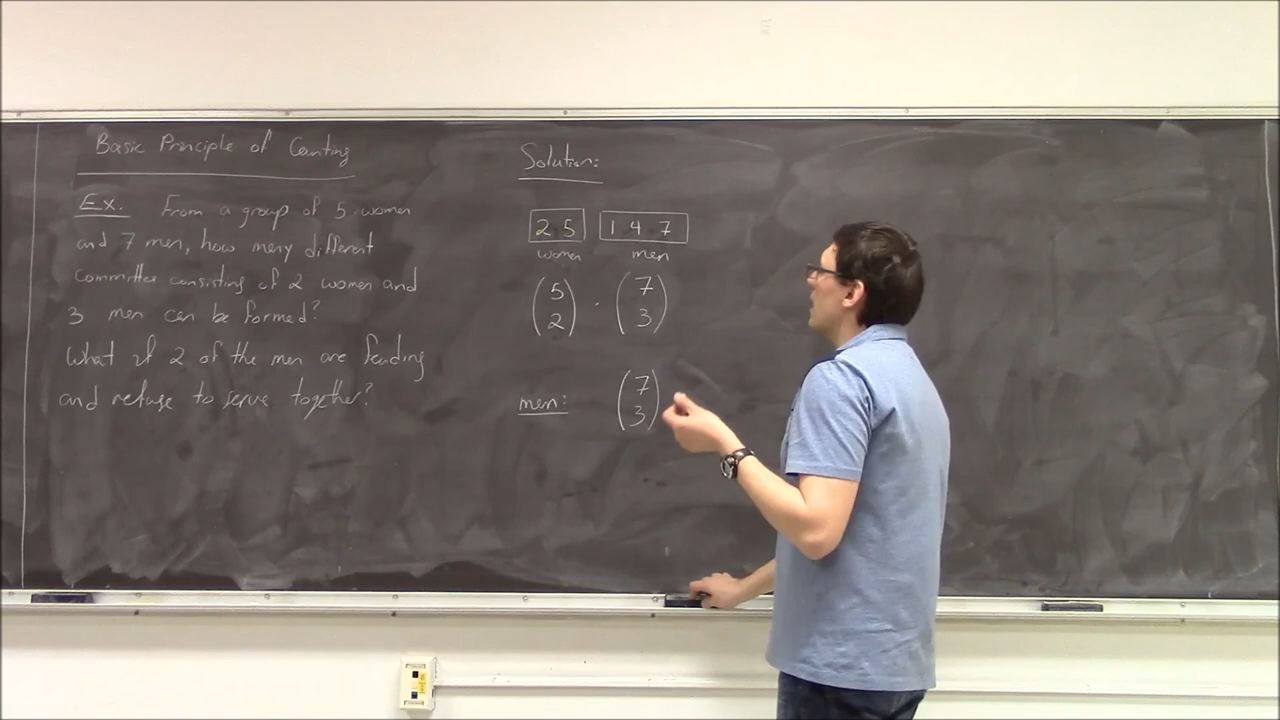 Basic Principle of Counting
Ex. From a group of 5 women
and 7 men, how many different
committee consisting of 2 women and
3 men can be formed?
What if 2 of the men are feuding
and refuse to serve together?
Solution:
2 5 1 4 7
women men
(5 2) · (7 3)
men: (7 3)